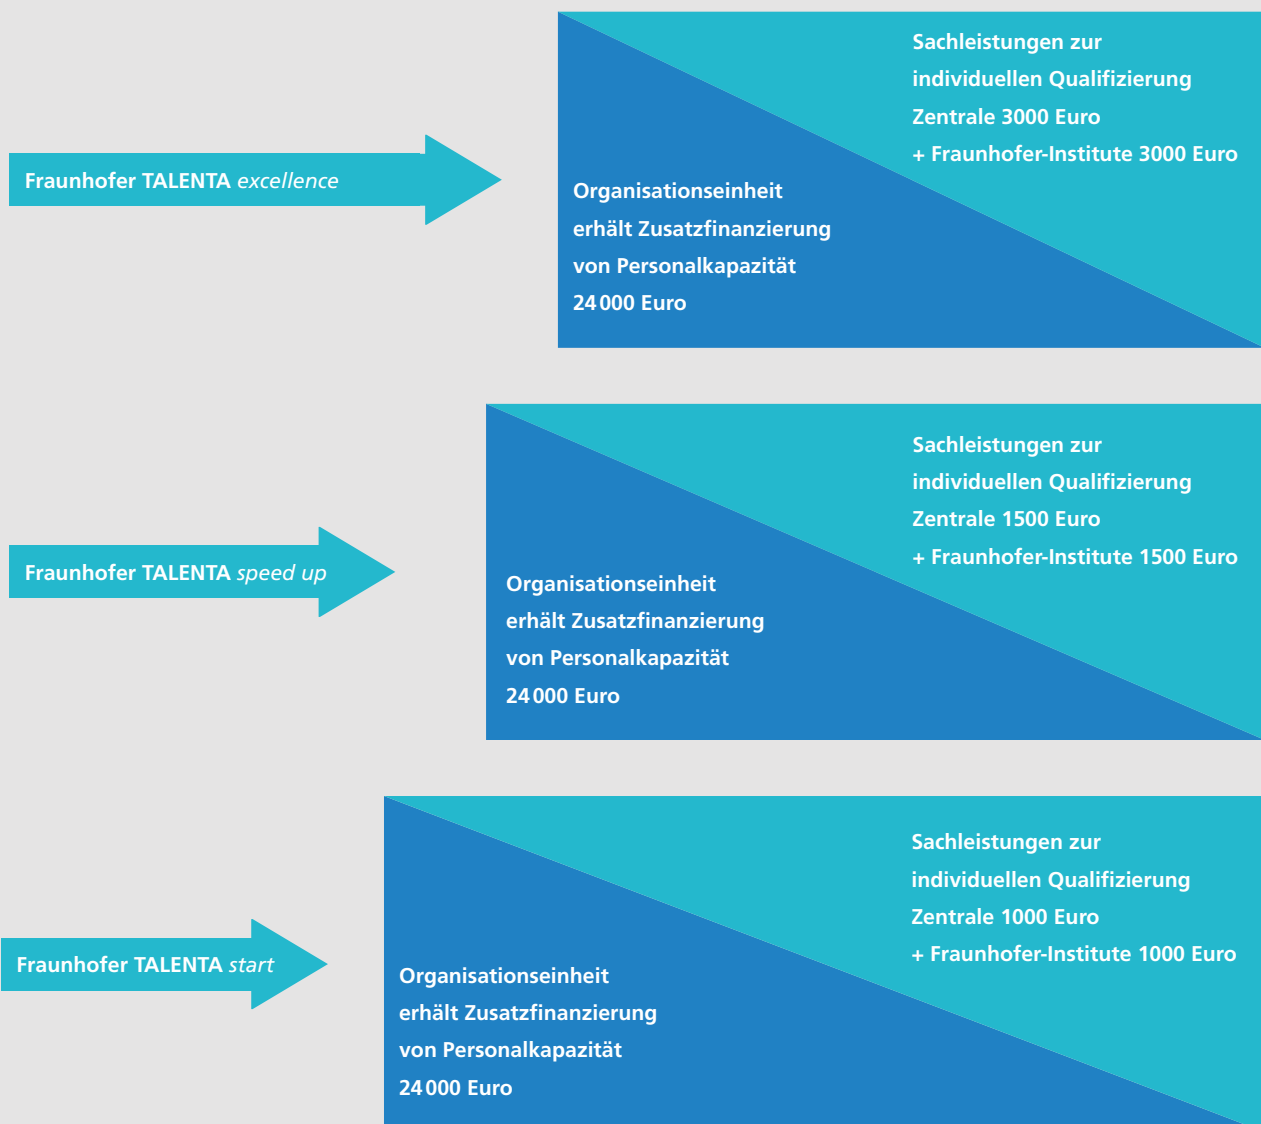 Sachleistungen zur
individuellen Qualifizierung
Zentrale 3000 Euro
+ Fraunhofer-Institute 3000 Euro
Fraunhofer TALENTA excellence
Organisationseinheit
erhält Zusatzfinanzierung
von Personalkapazität
24 000 Euro
Sachleistungen zur
individuellen Qualifizierung
Zentrale 1500 Euro
+ Fraunhofer-Institute 1500 Euro
Fraunhofer TALENTA speed up
Organisationseinheit
erhält Zusatzfinanzierung
von Personalkapazität
24 000 Euro
Sachleistungen zur
individuellen Qualifizierung
Zentrale 1000 Euro
+ Fraunhofer-Institute 1000 Euro
Fraunhofer TALENTA start
Organisationseinheit
erhält Zusatzfinanzierung
von Personalkapazität
24 000 Euro